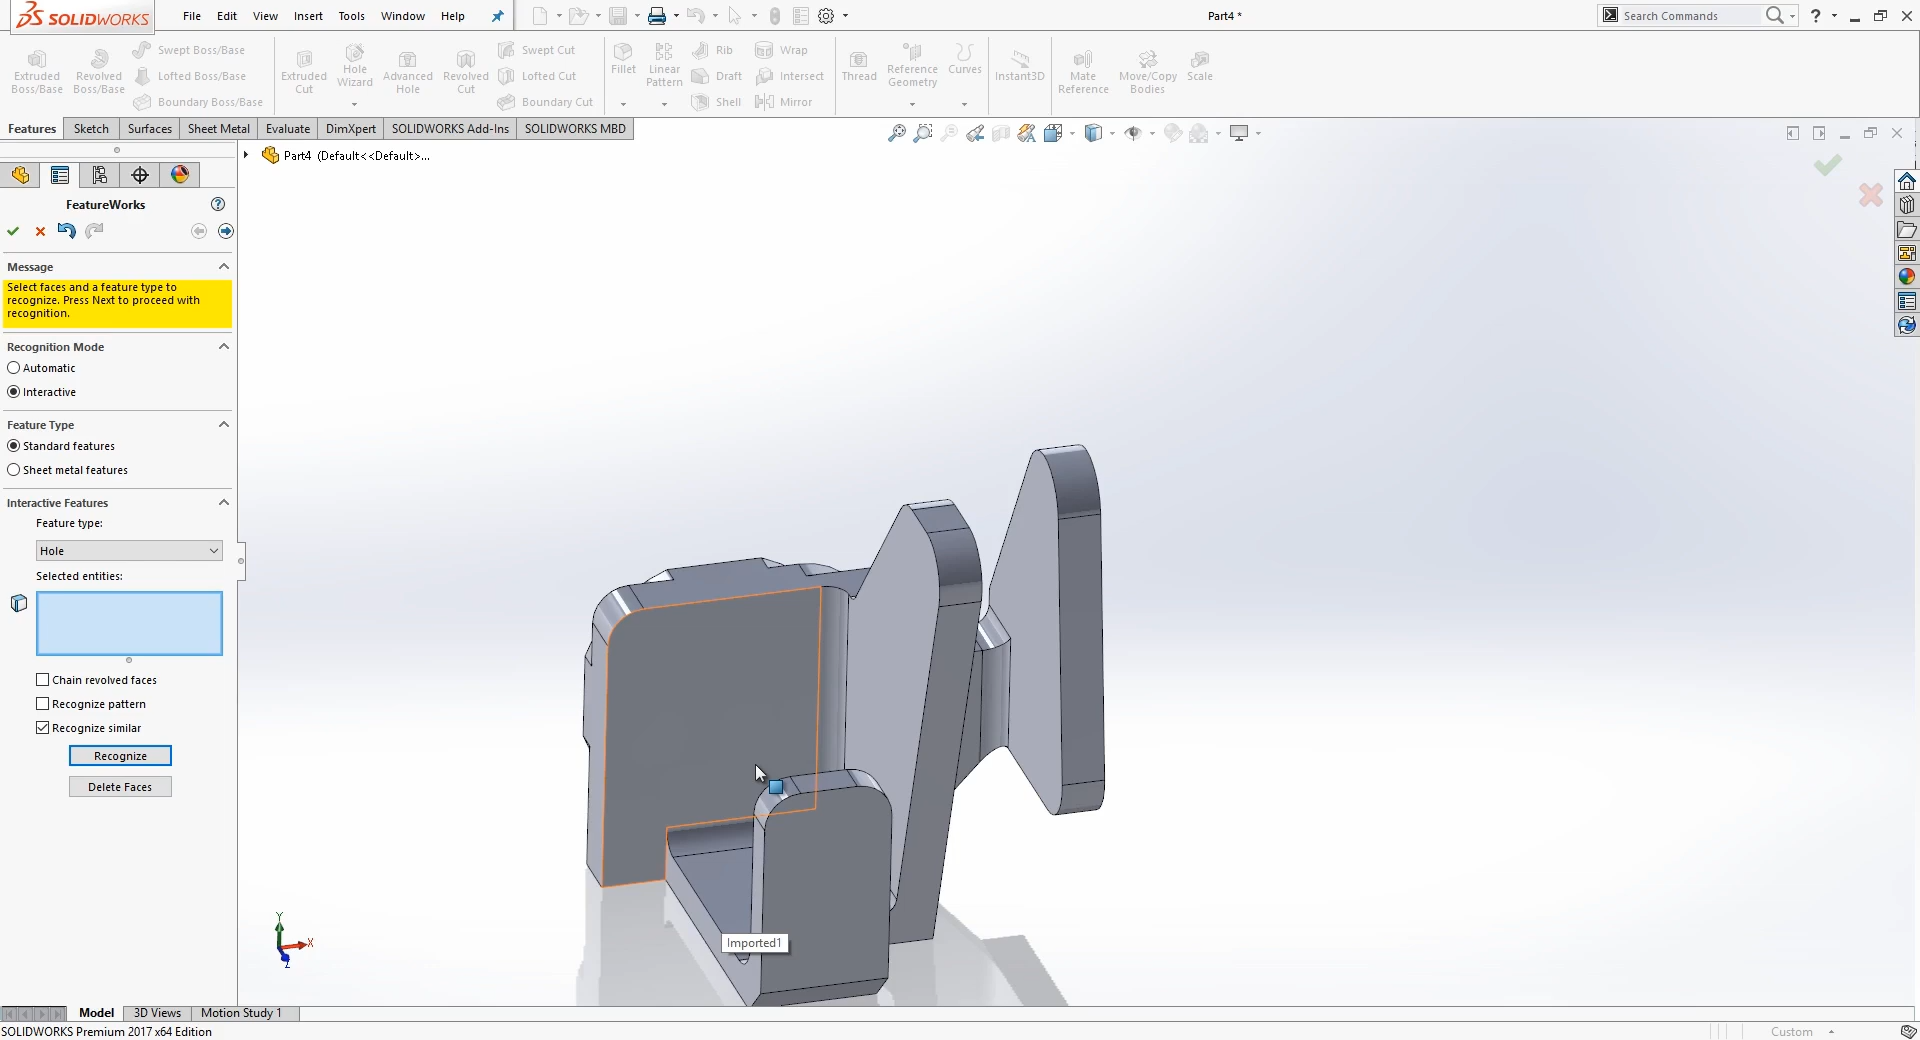 SOLIDWORKS File Edit View Insert Tools Window Help Part4 * Search Commands ?
Extruded Boss/Base
Revolved Boss/Base
Swept Boss/Base
Lofted Boss/Base
Boundary Boss/Base
Extruded Cut
Hole Wizard
Advanced Hole
Revolved Cut
Swept Cut
Lofted Cut
Boundary Cut
Fillet
Linear Pattern
Rib
Draft
Shell
Wrap
Intersect
Mirror
Thread
Reference Geometry
Curves
Instant3D
Mate Reference
Move/Copy Bodies
Scale
Features Sketch Surfaces Sheet Metal Evaluate DimXpert SOLIDWORKS Add-Ins SOLIDWORKS MBD
Part4 (Default<<Default>...
FeatureWorks
?
Message
Select faces and a feature type to
recognize. Press Next to proceed with
recognition.
Recognition Mode
Automatic
Interactive
Feature Type
Standard features
Sheet metal features
Interactive Features
Feature type:
Hole
Selected entities:
Chain revolved faces
Recognize pattern
Recognize similar
Recognize
Delete Faces
Imported1
Y
X
Z
Model 3D Views Motion Study 1
SOLIDWORKS Premium 2017 x64 Edition
Custom